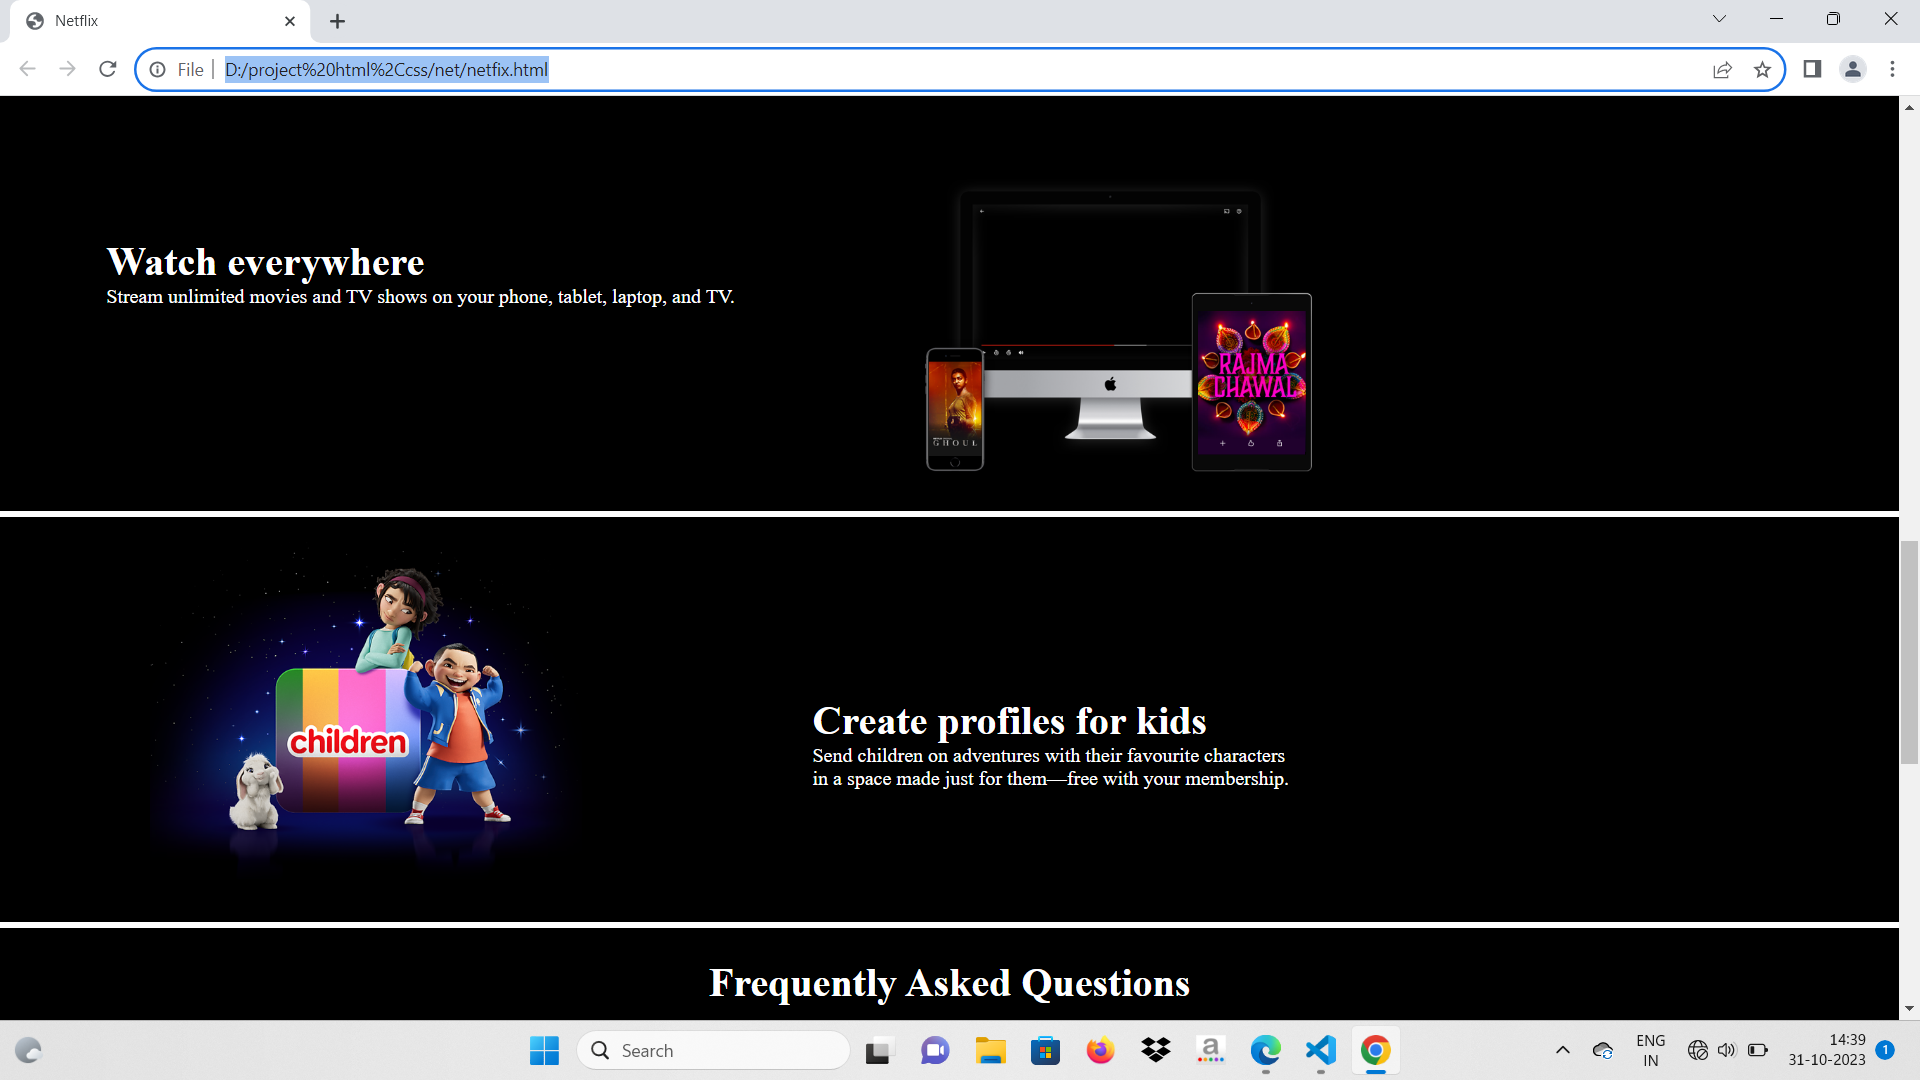 Netflix
File
D:/project%20html%2Ccss/net/netfix.html
Watch everywhere
Stream unlimited movies and TV shows on your phone, tablet, laptop, and TV.
RAJMA
CHAWAL
GHOUL
children
Create profiles for kids
Send children on adventures with their favourite characters
in a space made just for them—free with your membership.
Frequently Asked Questions
Search
a
ENG
IN
14:39
31-10-2023
1